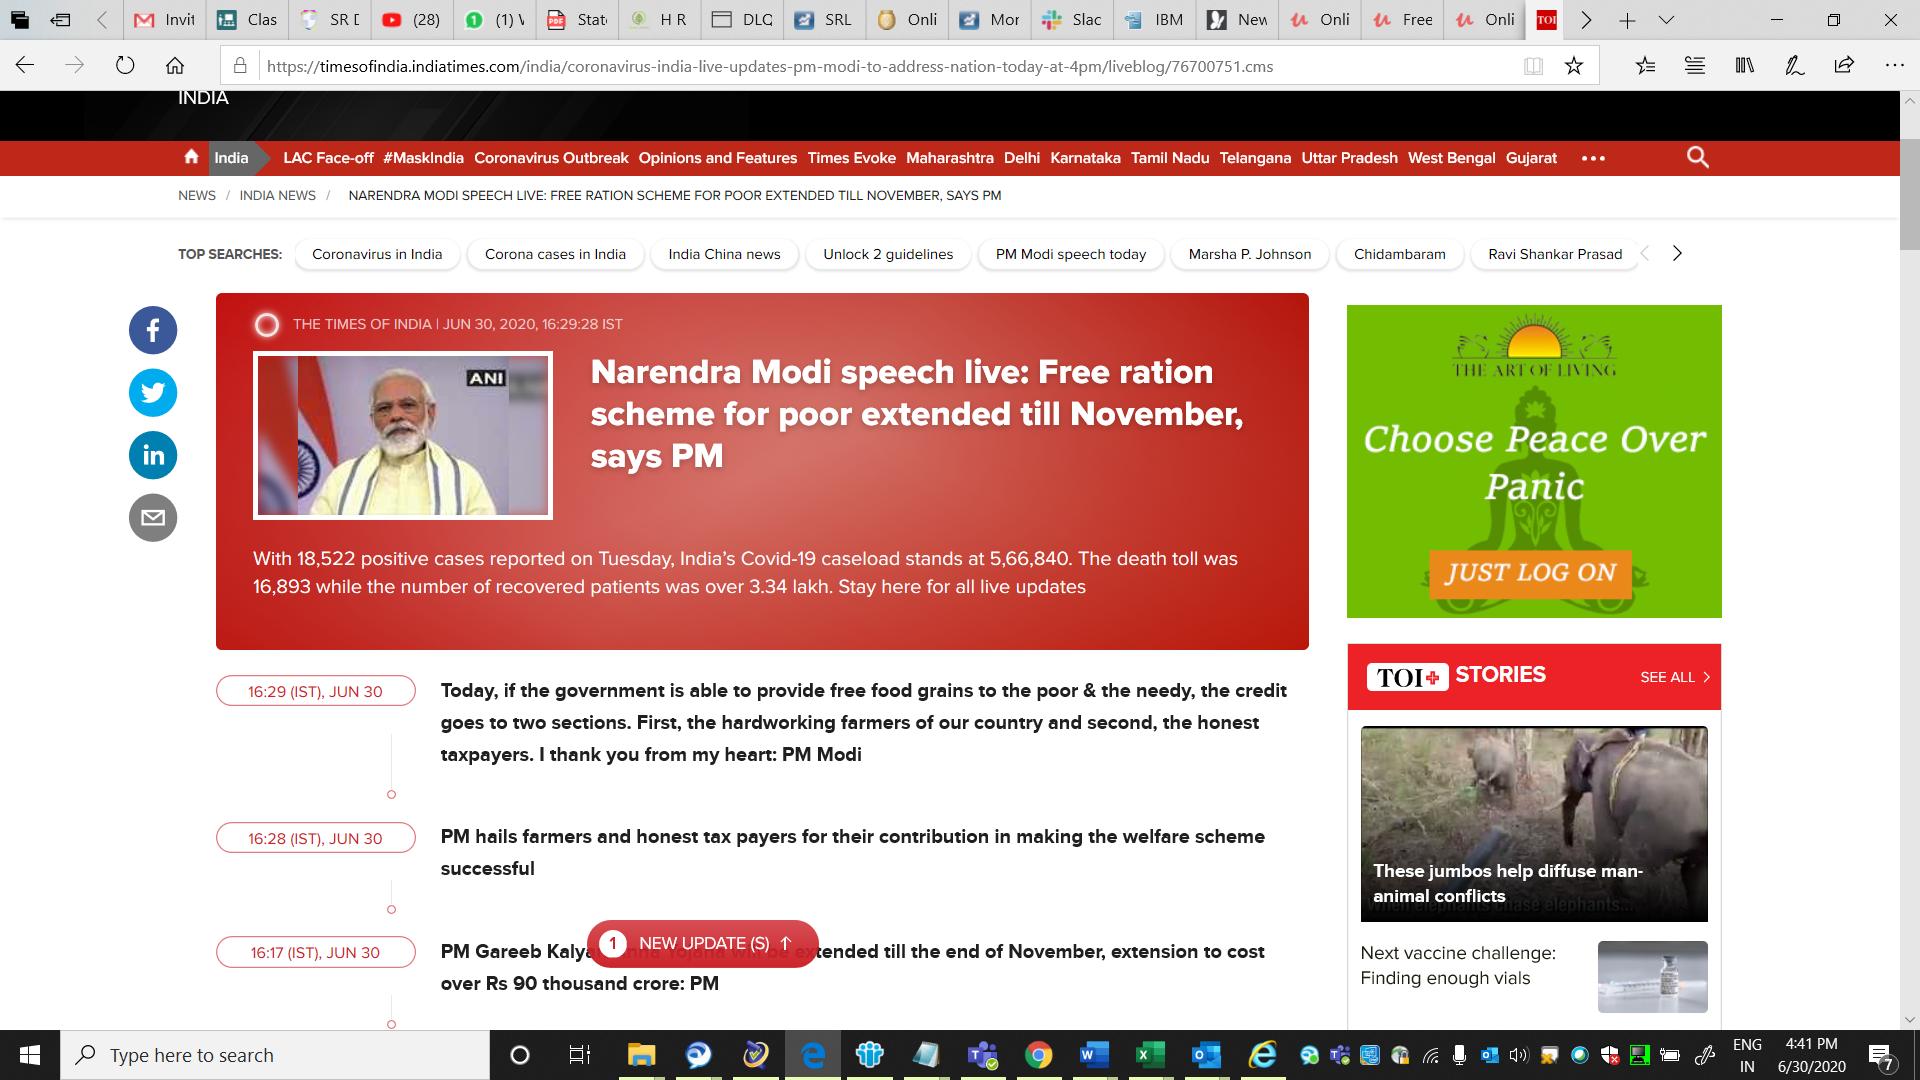 Invit
Clas
SR D
(28)
(1) W
State
H R
DLC
SRL
Onli
Mor
Slac
IBM
New
Onli
Free
Onli
TOI
https://timesofindia.indiatimes.com/india/coronavirus-india-live-updates-pm-modi-to-address-nation-today-at-4pm/liveblog/76700751.cms
INDIA
India LAC Face-off #MaskIndia Coronavirus Outbreak Opinions and Features Times Evoke Maharashtra Delhi Karnataka Tamil Nadu Telangana Uttar Pradesh West Bengal Gujarat
NEWS / INDIA NEWS / NARENDRA MODI SPEECH LIVE: FREE RATION SCHEME FOR POOR EXTENDED TILL NOVEMBER, SAYS PM
TOP SEARCHES: Coronavirus in India Corona cases in India India China news Unlock 2 guidelines PM Modi speech today Marsha P. Johnson Chidambaram Ravi Shankar Prasad
THE TIMES OF INDIA | JUN 30, 2020, 16:29:28 IST
ANI
Narendra Modi speech live: Free ration
scheme for poor extended till November,
says PM
With 18,522 positive cases reported on Tuesday, India's Covid-19 caseload stands at 5,66,840. The death toll was
16,893 while the number of recovered patients was over 3.34 lakh. Stay here for all live updates
16:29 (IST), JUN 30
Today, if the government is able to provide free food grains to the poor & the needy, the credit
goes to two sections. First, the hardworking farmers of our country and second, the honest
taxpayers. I thank you from my heart: PM Modi
16:28 (IST), JUN 30
PM hails farmers and honest tax payers for their contribution in making the welfare scheme
successful
16:17 (IST), JUN 30
PM Gareeb Kalya extended till the end of November, extension to cost
over Rs 90 thousand crore: PM
1 NEW UPDATE (S) ↑
THE ART OF LIVING
Choose Peace Over
Panic
JUST LOG ON
TOI+ STORIES
SEE ALL
These jumbos help diffuse man-
animal conflicts
Next vaccine challenge:
Finding enough vials
Type here to search
ENG
IN
4:41 PM
6/30/2020
7